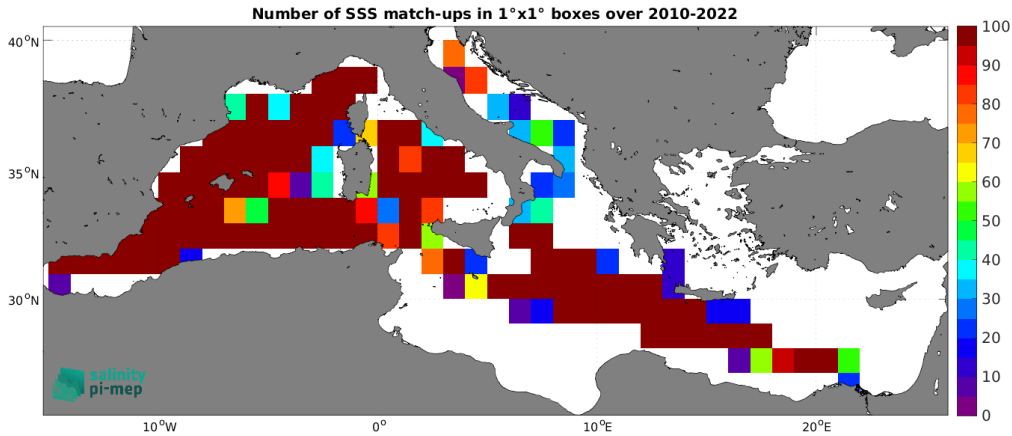 Number of SSS match-ups in 1°x1° boxes over 2010-2022
40°N
35°N
30°N
10°W
0°
10°E
20°E
100
90
80
70
60
50
40
30
20
10
0
salinity
pi-mep